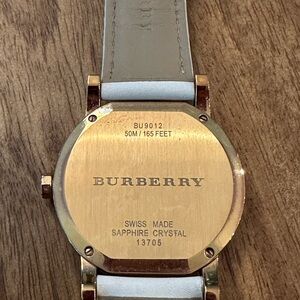 BU9012
50M / 165 FEET
BURBERRY
SWISS MADE
SAPPHIRE CRYSTAL
13705